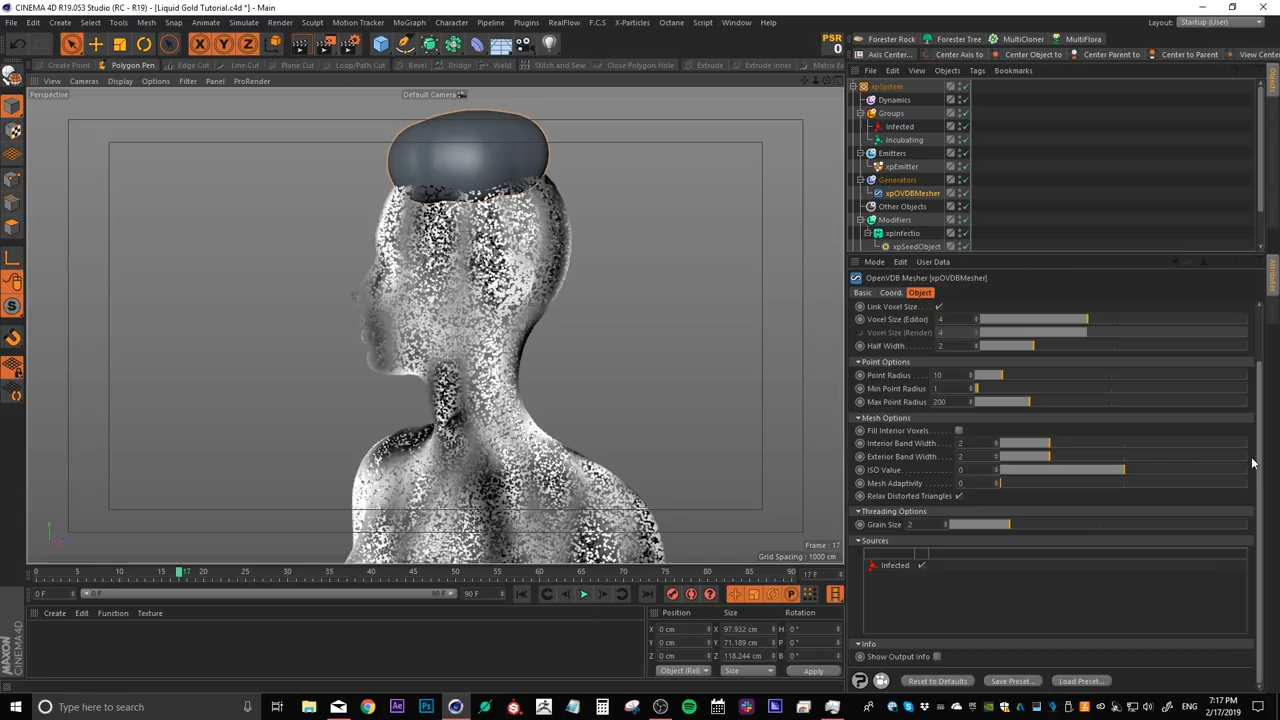 CINEMA 4D R19.053 Studio (RC - R19) - [Liquid Gold Tutorial.c4d *] - Main
File Edit Create Select Tools Mesh Snap Animate Simulate Render Sculpt Motion Tracker MoGraph Character Pipeline Plugins RealFlow F.C.S X-Particles Octane Script Window Help
Layout: Startup (User)
Forester Rock Forester Tree MultiCloner MultiFlora
PSR
0
X Y Z
Axis Center... Center Axis to Center Object to Center Parent to Center to Parent View Center
Create Point Polygon Pen Edge Cut Line Cut Plane Cut Loop/Path Cut Bevel Bridge Weld Stitch and Sew Close Polygon Hole Extrude Extrude Inner Matrix Ex
File Edit View Objects Tags Bookmarks
View Cameras Display Options Filter Panel ProRender
Perspective
Default Camera
xpSystem
Dynamics
Groups
Infected
Incubating
Emitters
xpEmitter
Generators
xpOVDBMesher
Other Objects
Modifiers
xpInfectio
xpSeedObject
Objects
Mode Edit User Data
OpenVDB Mesher [xpOVDBMesher]
Attributes
Basic Coord. Object
Link Voxel Size
Voxel Size (Editor) 4
Voxel Size (Render) 4
Half Width 2
Point Options
Point Radius 10
Min Point Radius 1
Max Point Radius 200
Mesh Options
Fill Interior Voxels
Interior Band Width 2
Exterior Band Width 2
ISO Value 0
Mesh Adaptivity 0
Relax Distorted Triangles
Threading Options
Grain Size 2
Sources
Infected
Info
Show Output Info
Reset to Defaults Save Preset... Load Preset...
Frame : 17
Grid Spacing : 1000 cm
0 5 10 15 17 20 25 30 35 40 45 50 55 60 65 70 75 80 85 90 17 F
0 F 0 F 90 F 90 F
Create Edit Function Texture
Position Size Rotation
X 0 cm X 97.932 cm H 0 °
Y 0 cm Y 71.189 cm P 0 °
Z 0 cm Z 118.244 cm B 0 °
Object (Rel) Size Apply
MAXON
CINEMA 4D
Type here to search
7:17 PM
2/17/2019